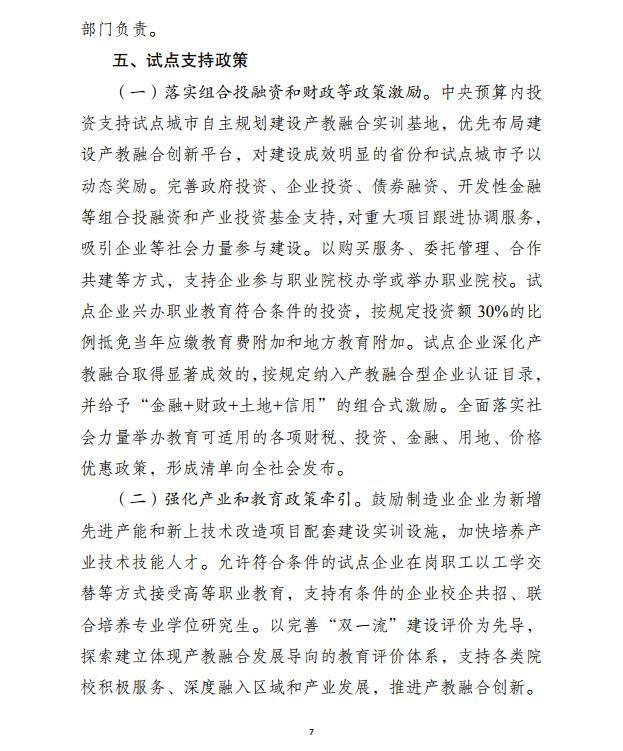 部门负责。
五、试点支持政策
（一）落实组合投融资和财政等政策激励。中央预算内投
资支持试点城市自主规划建设产教融合实训基地，优先布局建
设产教融合创新平台，对建设成效明显的省份和试点城市予以
动态奖励。完善政府投资、企业投资、债券融资、开发性金融
等组合投融资和产业投资基金支持，对重大项目跟进协调服务，
吸引企业等社会力量参与建设。以购买服务、委托管理、合作
共建等方式，支持企业参与职业院校办学或举办职业院校。试
点企业兴办职业教育符合条件的投资，按规定投资额 30%的比
例抵免当年应缴教育费附加和地方教育附加。试点企业深化产
教融合取得显著成效的，按规定纳入产教融合型企业认证目录，
并给予“金融+财政+土地+信用”的组合式激励。全面落实社
会力量举办教育可适用的各项财税、投资、金融、用地、价格
优惠政策，形成清单向全社会发布。
（二）强化产业和教育政策牵引。鼓励制造业企业为新增
先进产能和新上技术改造项目配套建设实训设施，加快培养产
业技术技能人才。允许符合条件的试点企业在岗职工以工学交
替等方式接受高等职业教育，支持有条件的企业校企共招、联
合培养专业学位研究生。以完善“双一流”建设评价为先导，
探索建立体现产教融合发展导向的教育评价体系，支持各类院
校积极服务、深度融入区域和产业发展，推进产教融合创新。
7